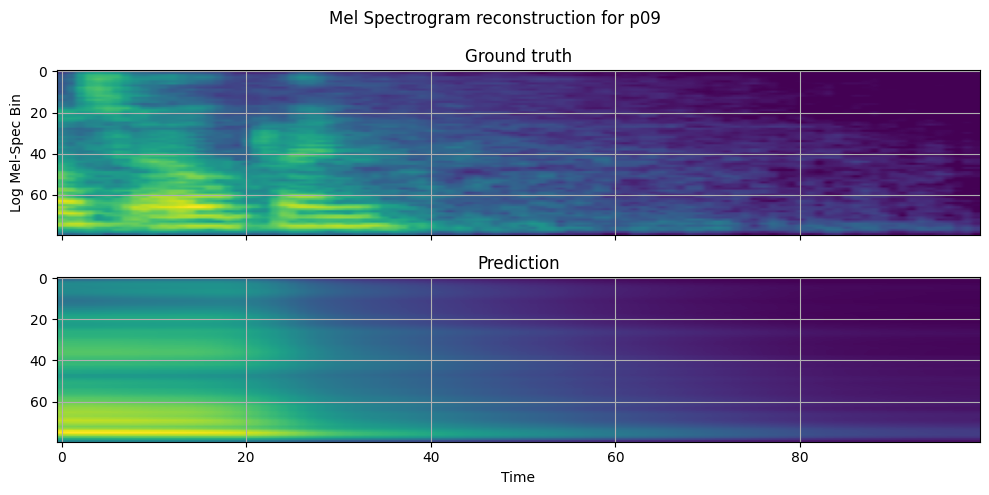 Mel Spectrogram reconstruction for p09
Ground truth
0
20
40
60
Log Mel-Spec Bin
Prediction
0
20
40
60
0 20 40 60 80
Time